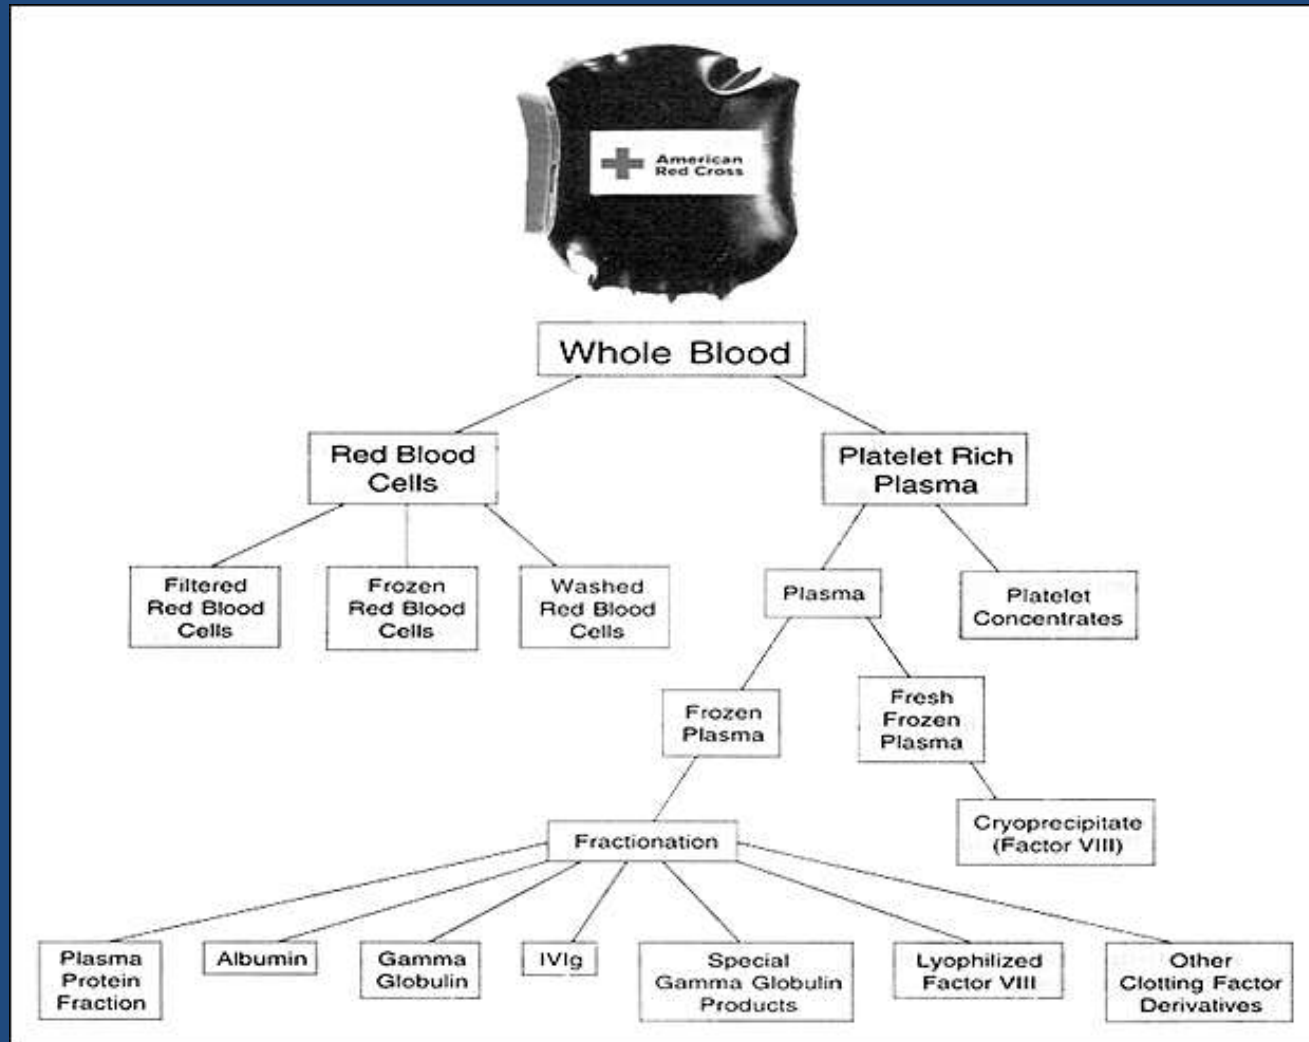 American
Red Cross
Whole Blood
Red Blood
Cells
Platelet Rich
Plasma
Filtered
Red Blood
Cells
Frozen
Red Blood
Cells
Washed
Red Blood
Cells
Plasma
Platelet
Concentrates
Frozen
Plasma
Fresh
Frozen
Plasma
Cryoprecipitate
(Factor VIII)
Fractionation
Plasma
Protein
Fraction
Albumin
Gamma
Globulin
IVIg
Special
Gamma Globulin
Products
Lyophilized
Factor VIII
Other
Clotting Factor
Derivatives